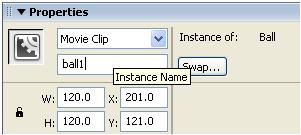 Properties
Movie Clip
Instance of: Ball
ball1
Swap...
Instance Name
W: 120.0 X: 201.0
H: 120.0 Y: 121.0